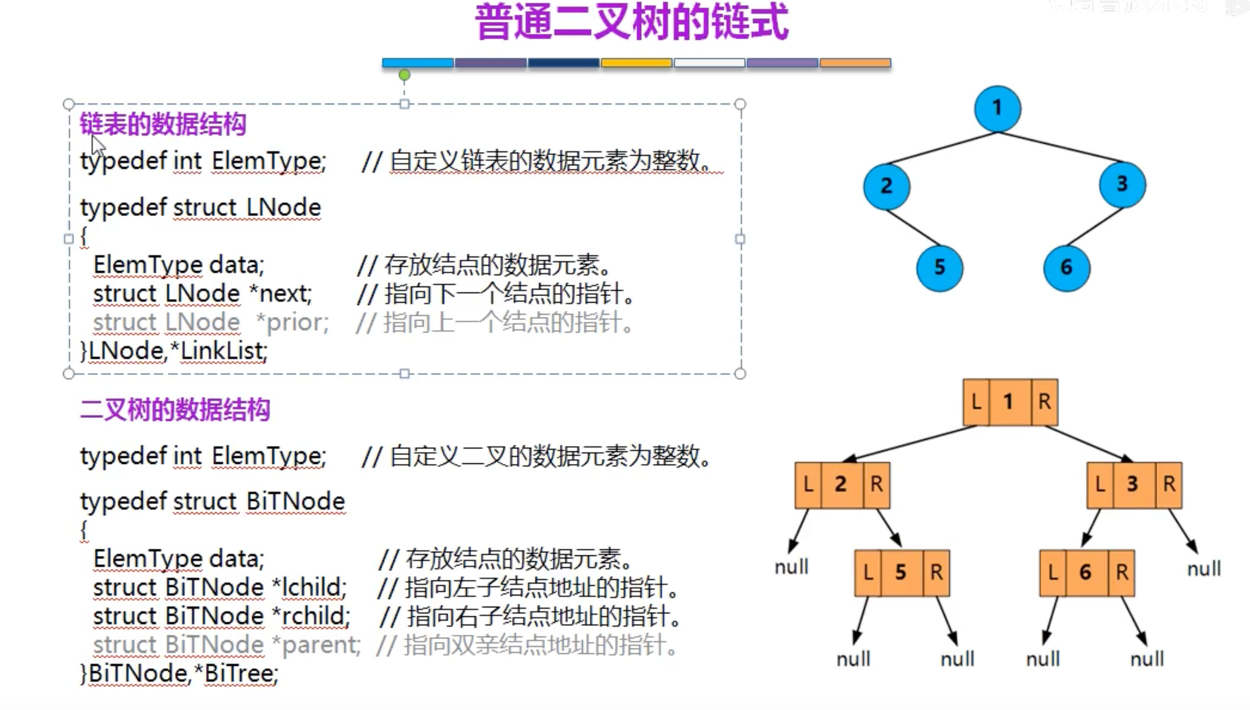 普通二叉树的链式
链表的数据结构
typedef int ElemType; // 自定义链表的数据元素为整数。
typedef struct LNode
{
ElemType data; // 存放结点的数据元素。
struct LNode *next; // 指向下一个结点的指针。
struct LNode *prior; // 指向上一个结点的指针。
}LNode,*LinkList;
二叉树的数据结构
typedef int ElemType; // 自定义二叉的数据元素为整数。
typedef struct BiTNode
{
ElemType data; // 存放结点的数据元素。
struct BiTNode *lchild; // 指向左子结点地址的指针。
struct BiTNode *rchild; // 指向右子结点地址的指针。
struct BiTNode *parent; // 指向双亲结点地址的指针。
}BiTNode,*BiTree;
1
2 3
5 6
L 1 R
L 2 R L 3 R
null L 5 R L 6 R null
null null null null